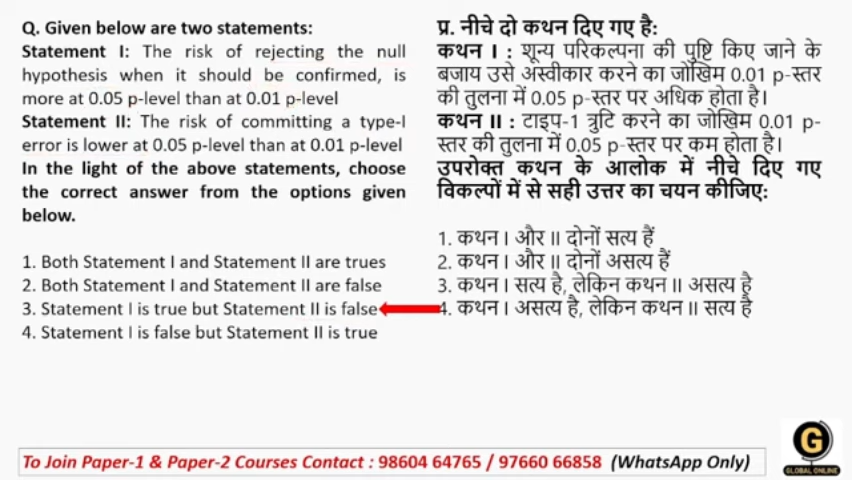 Q. Given below are two statements:
Statement I: The risk of rejecting the null
hypothesis when it should be confirmed, is
more at 0.05 p-level than at 0.01 p-level
Statement II: The risk of committing a type-I
error is lower at 0.05 p-level than at 0.01 p-level
In the light of the above statements, choose
the correct answer from the options given
below.
1. Both Statement I and Statement II are trues
2. Both Statement I and Statement II are false
3. Statement I is true but Statement II is false
4. Statement I is false but Statement II is true
प्र. नीचे दो कथन दिए गए है:
कथन I : शून्य परिकल्पना की पुष्टि किए जाने के
बजाय उसे अस्वीकार करने का जोखिम 0.01 p-स्तर
की तुलना में 0.05 p-स्तर पर अधिक होता है।
कथन II : टाइप-1 त्रुटि करने का जोखिम 0.01 p-
स्तर की तुलना में 0.05 p-स्तर पर कम होता है।
उपरोक्त कथन के आलोक में नीचे दिए गए
विकल्पों में से सही उत्तर का चयन कीजिए:
1. कथन I और II दोनों सत्य हैं
2. कथन I और II दोनों असत्य हैं
3. कथन I सत्य है, लेकिन कथन II असत्य है
4. कथन I असत्य है, लेकिन कथन II सत्य है
G
GLOBAL ONLINE
To Join Paper-1 & Paper-2 Courses Contact : 98604 64765 / 97660 66858 (WhatsApp Only)